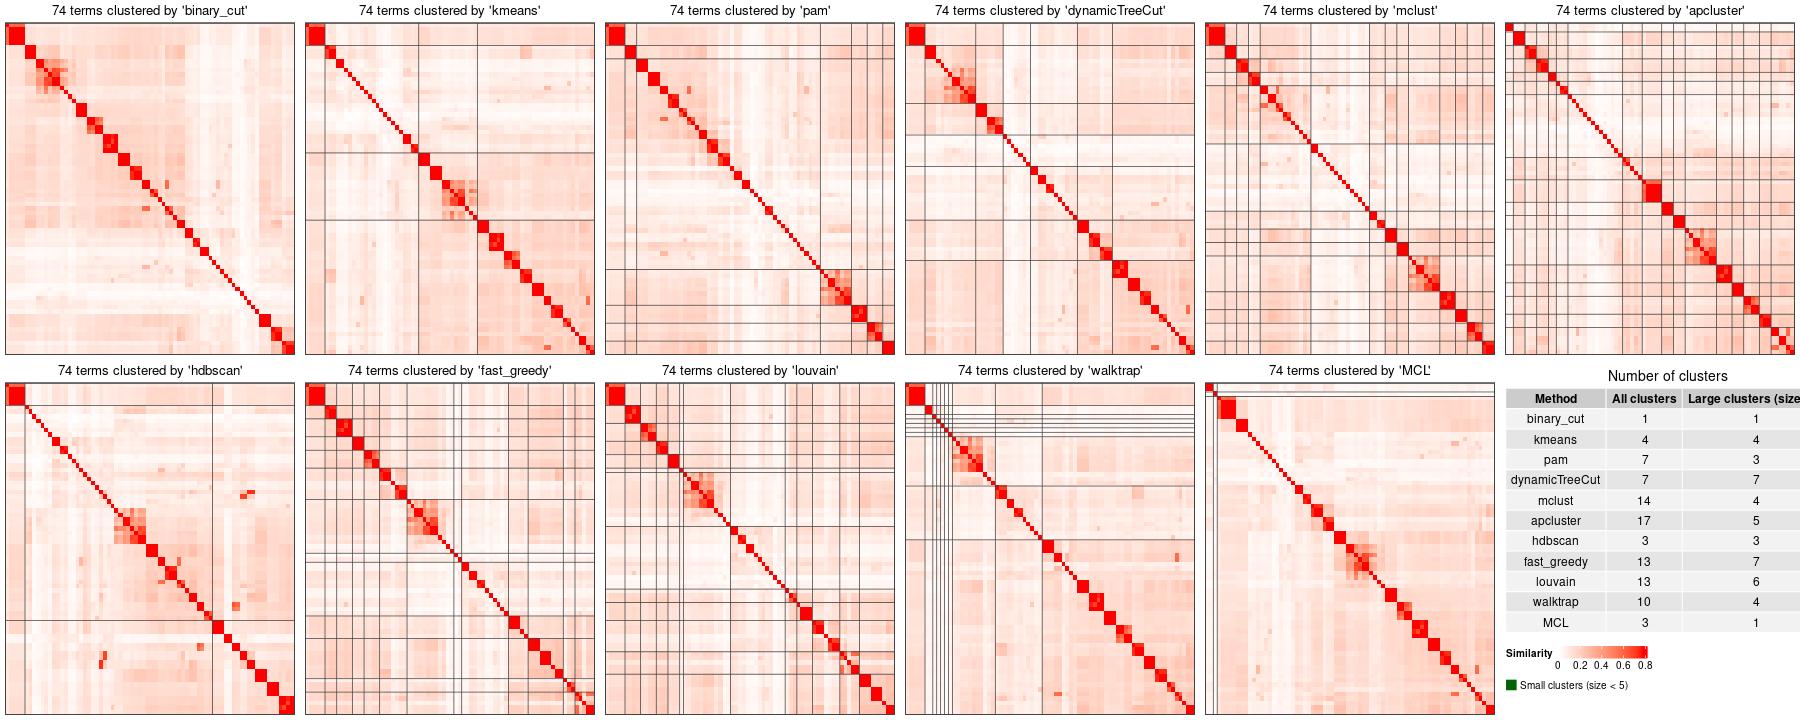 74 terms clustered by 'binary_cut'
74 terms clustered by 'kmeans'
74 terms clustered by 'pam'
74 terms clustered by 'dynamicTreeCut'
74 terms clustered by 'mclust'
74 terms clustered by 'apcluster'
74 terms clustered by 'hdbscan'
74 terms clustered by 'fast_greedy'
74 terms clustered by 'louvain'
74 terms clustered by 'walktrap'
74 terms clustered by 'MCL'
Number of clusters
Method All clusters Large clusters (size
binary_cut 1 1
kmeans 4 4
pam 7 3
dynamicTreeCut 7 7
mclust 14 4
apcluster 17 5
hdbscan 3 3
fast_greedy 13 7
louvain 13 6
walktrap 10 4
MCL 3 1
Similarity
0 0.2 0.4 0.6 0.8
Small clusters (size < 5)